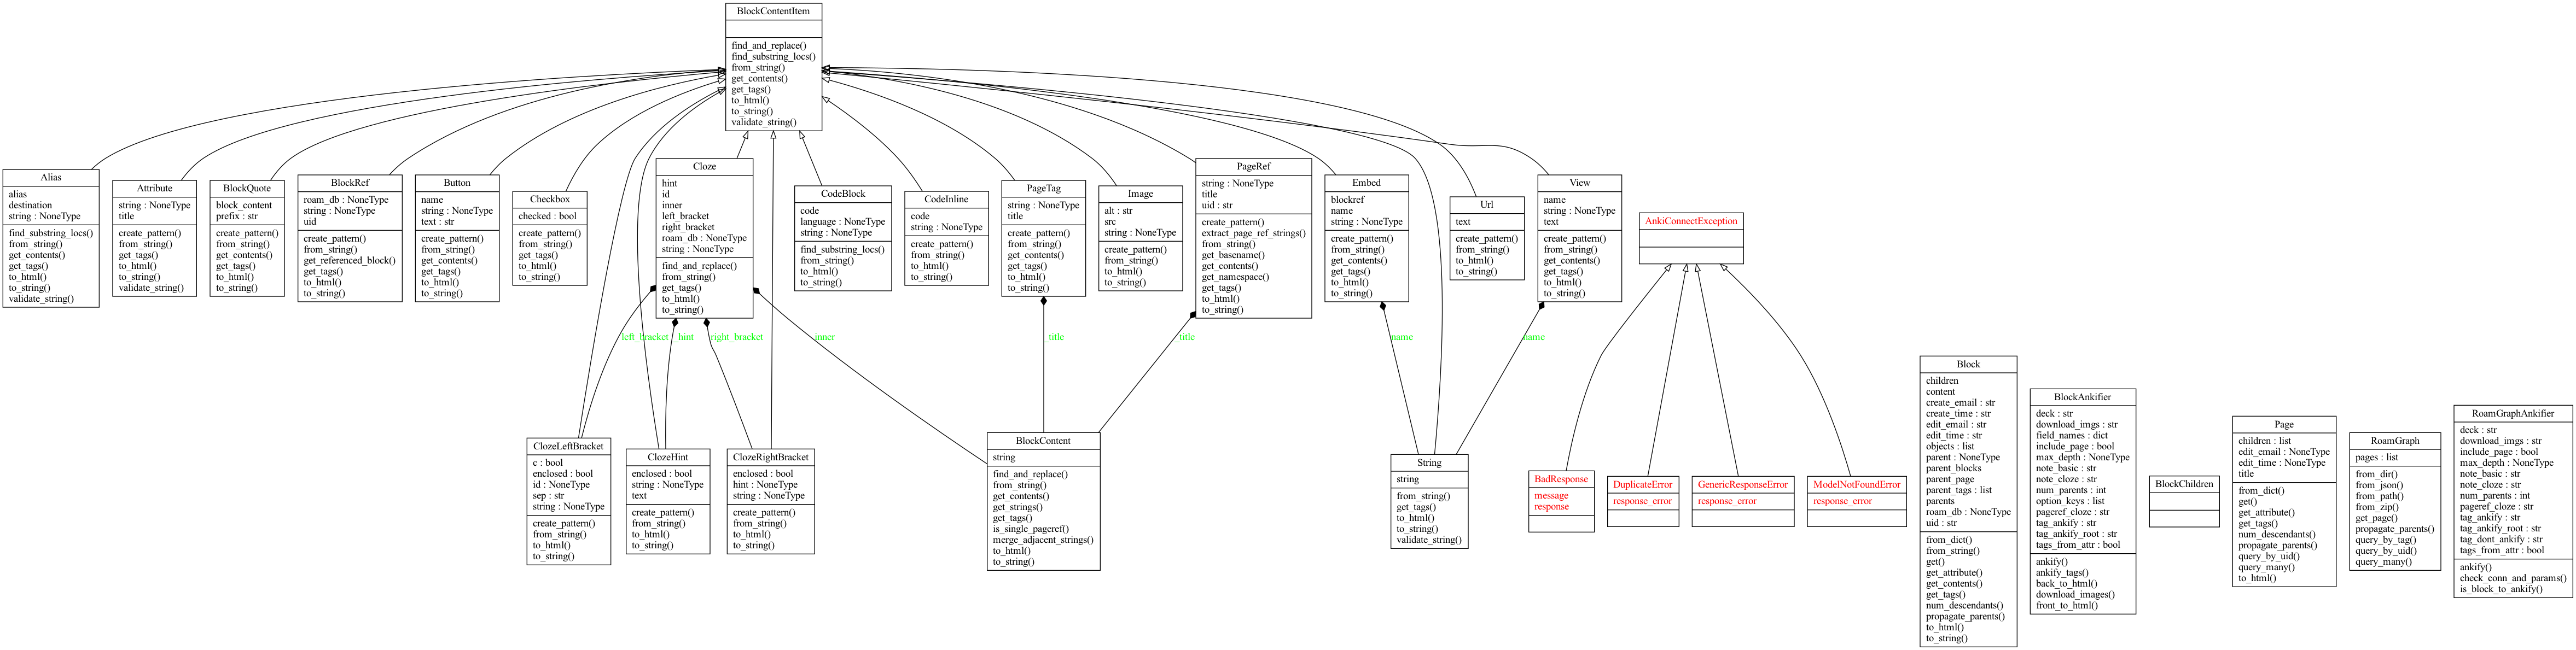 BlockContentItem
find_and_replace()
find_substring_locs()
from_string()
get_contents()
get_tags()
to_html()
to_string()
validate_string()
Alias
alias
destination
string : NoneType
find_substring_locs()
from_string()
get_contents()
get_tags()
to_html()
to_string()
validate_string()
Attribute
string : NoneType
title
create_pattern()
from_string()
get_tags()
to_html()
to_string()
validate_string()
BlockQuote
block_content
prefix : str
create_pattern()
from_string()
get_contents()
get_tags()
to_html()
to_string()
BlockRef
roam_db : NoneType
string : NoneType
uid
create_pattern()
from_string()
get_referenced_block()
get_tags()
to_html()
to_string()
Button
name
string : NoneType
text : str
create_pattern()
from_string()
get_contents()
get_tags()
to_html()
to_string()
Checkbox
checked : bool
create_pattern()
from_string()
get_tags()
to_html()
to_string()
Cloze
hint
id
inner
left_bracket
right_bracket
roam_db : NoneType
string : NoneType
find_and_replace()
from_string()
get_tags()
to_html()
to_string()
CodeBlock
code
language : NoneType
string : NoneType
find_substring_locs()
from_string()
to_html()
to_string()
CodeInline
code
string : NoneType
create_pattern()
from_string()
to_html()
to_string()
PageTag
string : NoneType
title
create_pattern()
from_string()
get_contents()
get_tags()
to_html()
to_string()
Image
alt : str
src
string : NoneType
create_pattern()
from_string()
to_html()
to_string()
PageRef
string : NoneType
title
uid : str
create_pattern()
extract_page_ref_strings()
from_string()
get_basename()
get_contents()
get_namespace()
get_tags()
to_html()
to_string()
Embed
blockref
name
string : NoneType
create_pattern()
from_string()
get_contents()
get_tags()
to_html()
to_string()
Url
text
create_pattern()
from_string()
to_html()
to_string()
View
name
string : NoneType
text
create_pattern()
from_string()
get_contents()
get_tags()
to_html()
to_string()
AnkiConnectException
left_bracket
_hint
right_bracket
inner
_title
_title
name
name
ClozeLeftBracket
c : bool
enclosed : bool
id : NoneType
sep : str
string : NoneType
create_pattern()
from_string()
to_html()
to_string()
ClozeHint
enclosed : bool
string : NoneType
text
create_pattern()
from_string()
to_html()
to_string()
ClozeRightBracket
enclosed : bool
hint : NoneType
string : NoneType
create_pattern()
from_string()
to_html()
to_string()
BlockContent
string
find_and_replace()
from_string()
get_contents()
get_strings()
get_tags()
is_single_pageref()
merge_adjacent_strings()
to_html()
to_string()
String
string
from_string()
get_tags()
to_html()
to_string()
validate_string()
BadResponse
message
response
DuplicateError
response_error
GenericResponseError
response_error
ModelNotFoundError
response_error
Block
children
content
create_email : str
create_time : str
edit_email : str
edit_time : str
objects : list
parent : NoneType
parent_blocks
parent_page
parent_tags : list
parents
roam_db : NoneType
uid : str
from_dict()
from_string()
get()
get_attribute()
get_contents()
get_tags()
num_descendants()
propagate_parents()
to_html()
to_string()
BlockAnkifier
deck : str
download_imgs : str
field_names : dict
include_page : bool
max_depth : NoneType
note_basic : str
note_cloze : str
num_parents : int
option_keys : list
pageref_cloze : str
tag_ankify : str
tag_ankify_root : str
tags_from_attr : bool
ankify()
ankify_tags()
back_to_html()
download_images()
front_to_html()
BlockChildren
Page
children : list
edit_email : NoneType
edit_time : NoneType
title
from_dict()
get()
get_attribute()
get_tags()
num_descendants()
propagate_parents()
query_by_uid()
query_many()
to_html()
RoamGraph
pages : list
from_dir()
from_json()
from_path()
from_zip()
get_page()
propagate_parents()
query_by_tag()
query_by_uid()
query_many()
RoamGraphAnkifier
deck : str
download_imgs : str
include_page : bool
max_depth : NoneType
note_basic : str
note_cloze : str
num_parents : int
pageref_cloze : str
tag_ankify : str
tag_ankify_root : str
tag_dont_ankify : str
tags_from_attr : bool
ankify()
check_conn_and_params()
is_block_to_ankify()